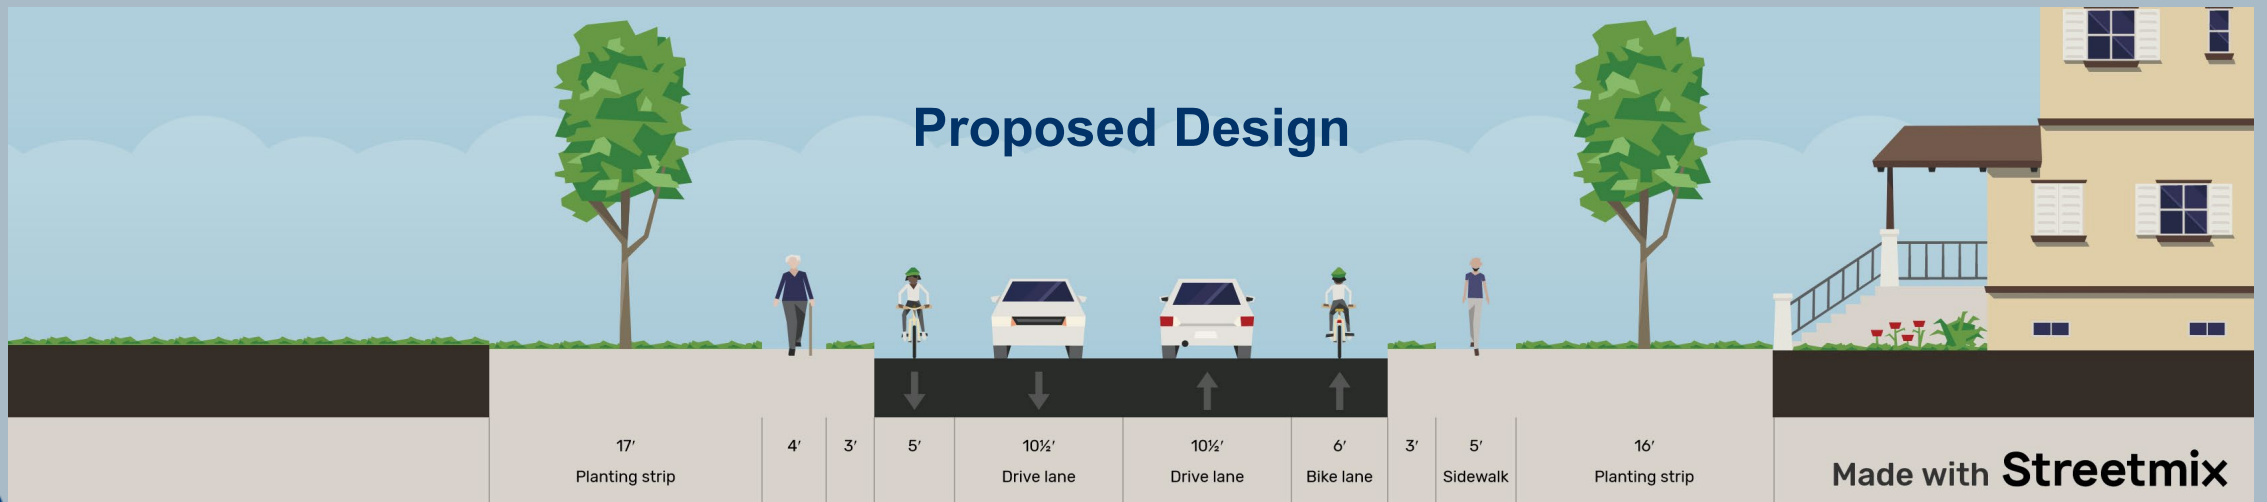 Proposed Design
17′ 4′ 3′ 5′ 10½′ 10½′ 6′ 3′ 5′ 16′
Planting strip Drive lane Drive lane Bike lane Sidewalk Planting strip
Made with Streetmix